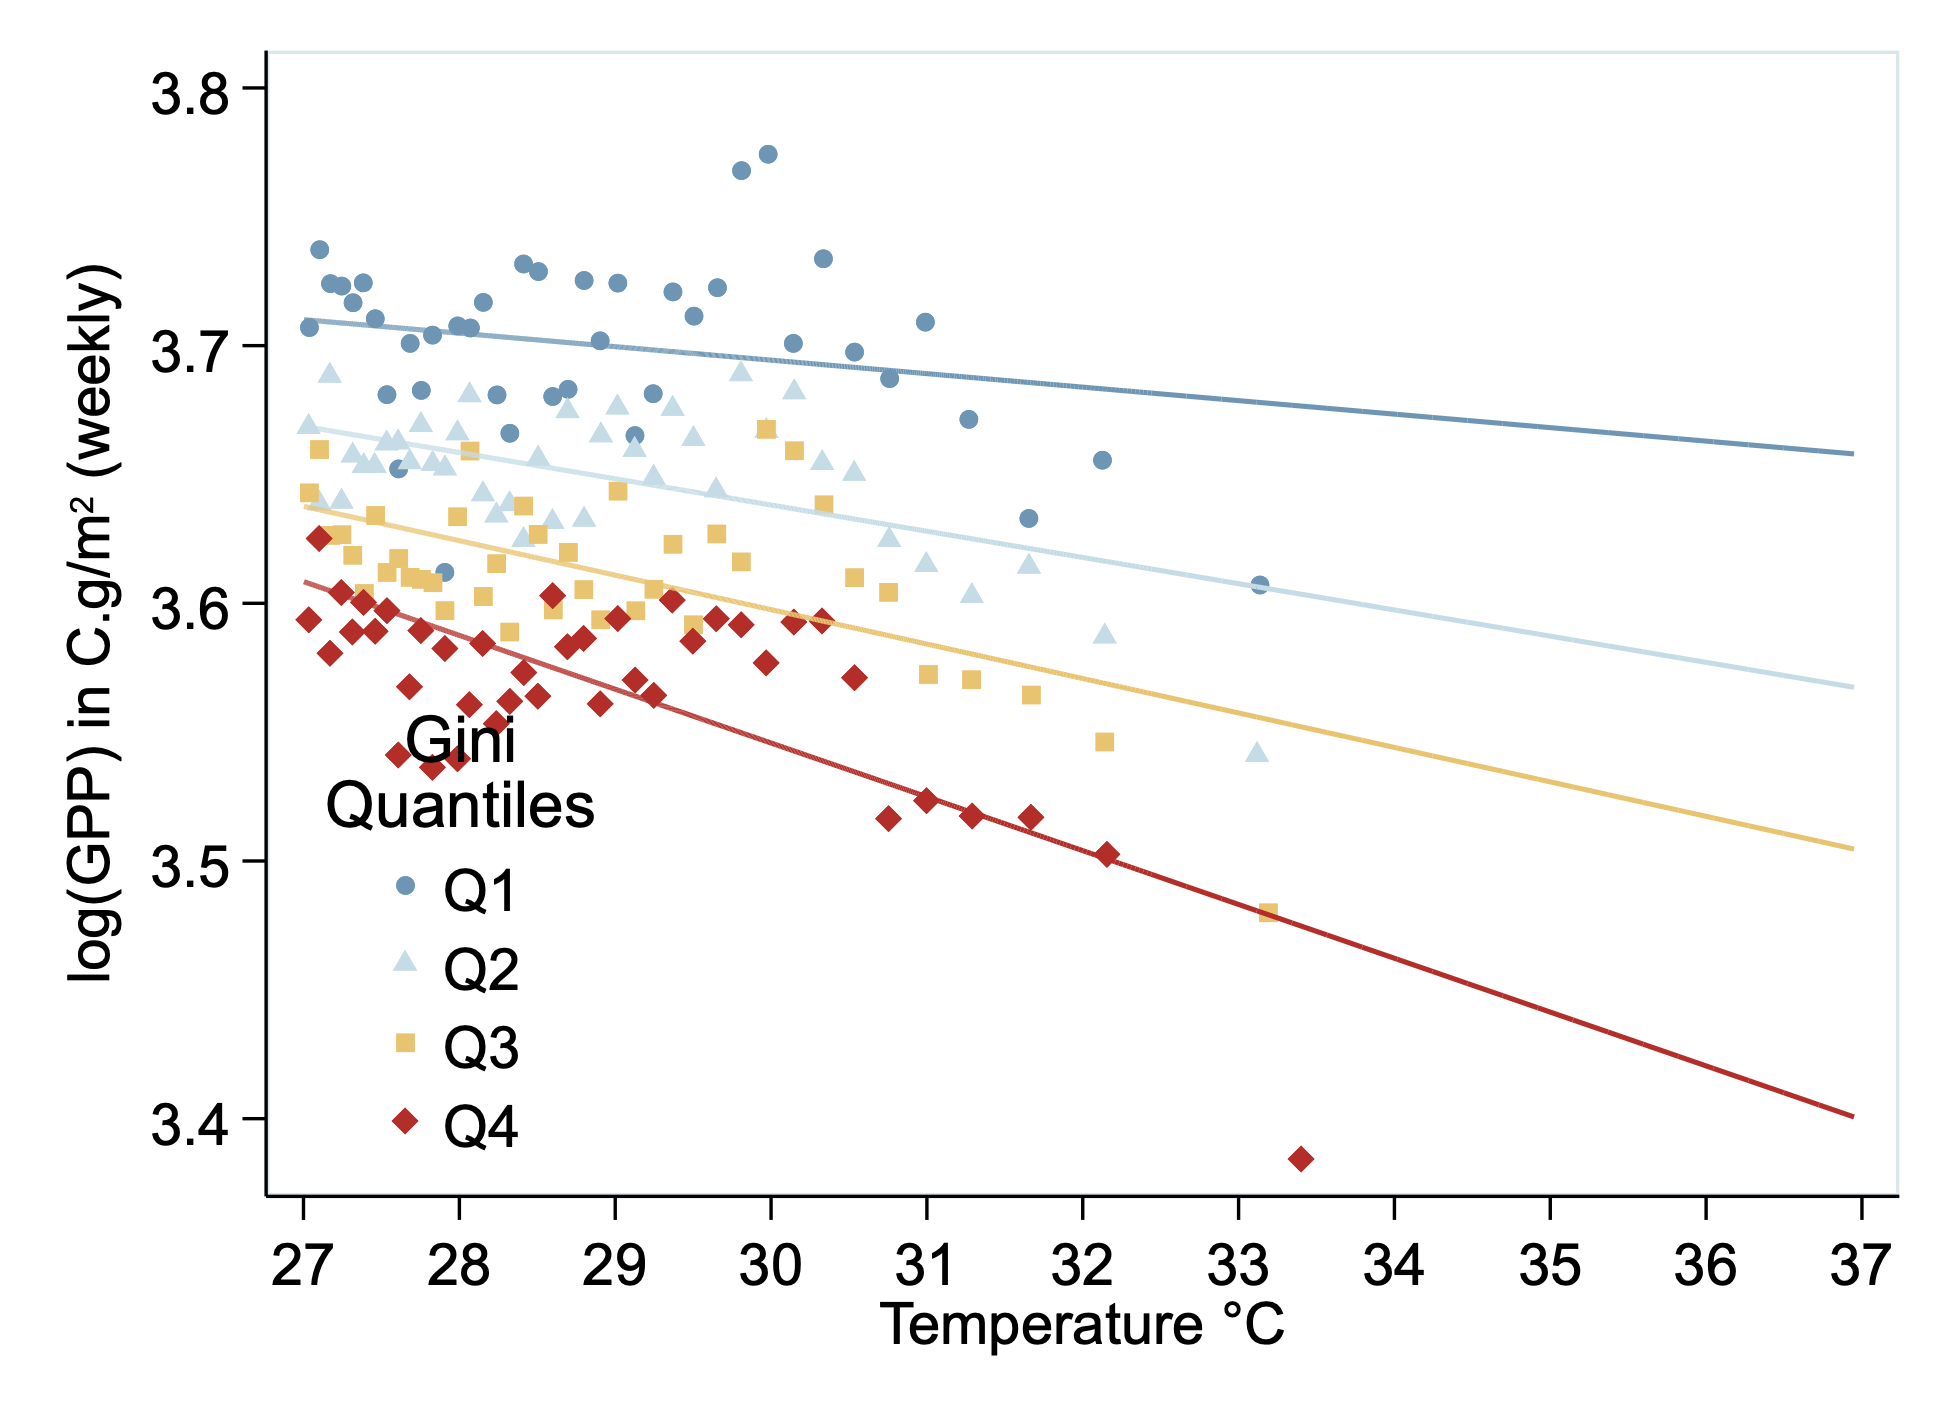 3.8
3.7
3.6
3.5
3.4
log(GPP) in C.g/m² (weekly)
Gini
Quantiles
Q1
Q2
Q3
Q4
27 28 29 30 31 32 33 34 35 36 37
Temperature °C